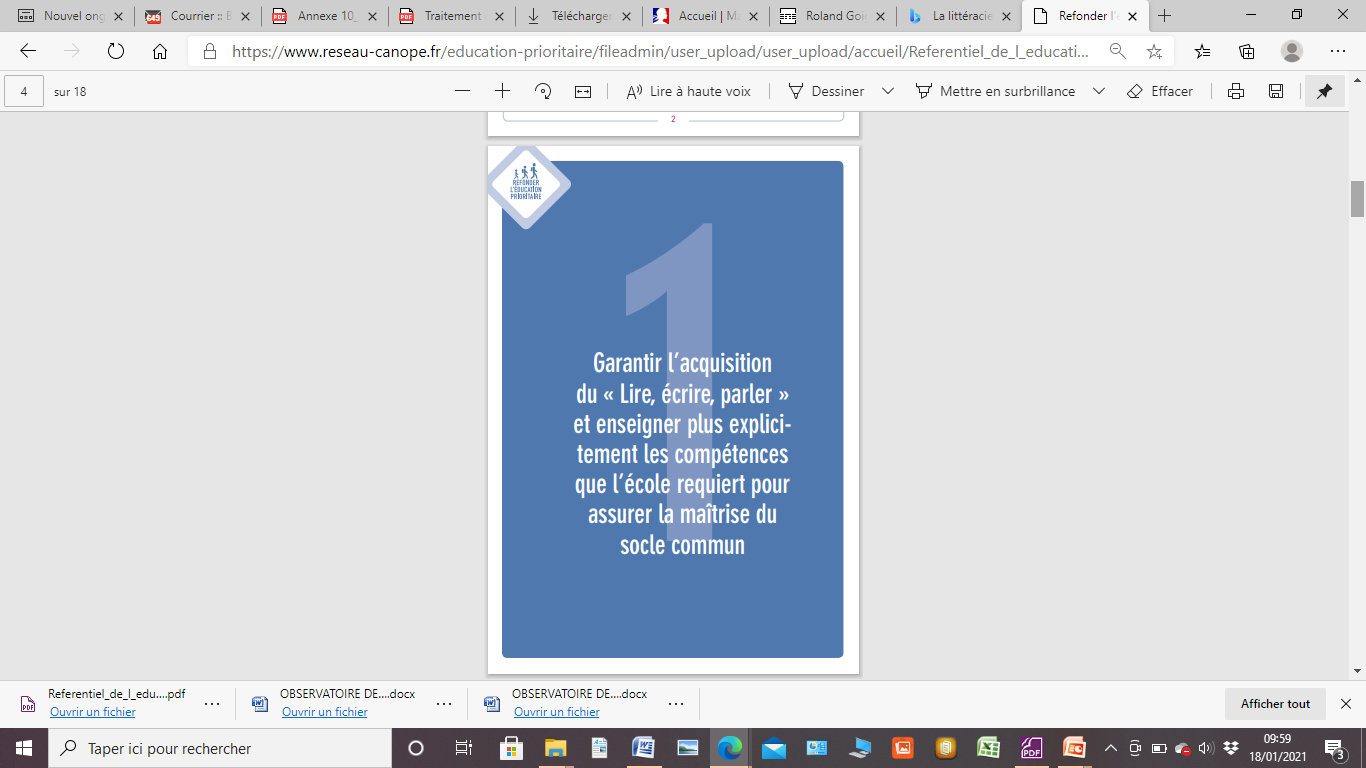 Nouvel ong
Courrier :: B
Annexe 10_
Traitement
Télécharger
Accueil | M
Roland Goi
La littéracie
Refonder l'é
https://www.reseau-canope.fr/education-prioritaire/fileadmin/user_upload/user_upload/accueil/Referentiel_de_l_educati...
4 sur 18
Lire à haute voix
Dessiner
Mettre en surbrillance
Effacer
2
REFONDER
L'ÉDUCATION
PRIORITAIRE
1
Garantir l'acquisition
du « Lire, écrire, parler »
et enseigner plus explici-
tement les compétences
que l'école requiert pour
assurer la maîtrise du
socle commun
Referentiel_de_l_edu....pdf
Ouvrir un fichier
OBSERVATOIRE DE....docx
Ouvrir un fichier
OBSERVATOIRE DE....docx
Ouvrir un fichier
Afficher tout
Taper ici pour rechercher
09:59
18/01/2021
3